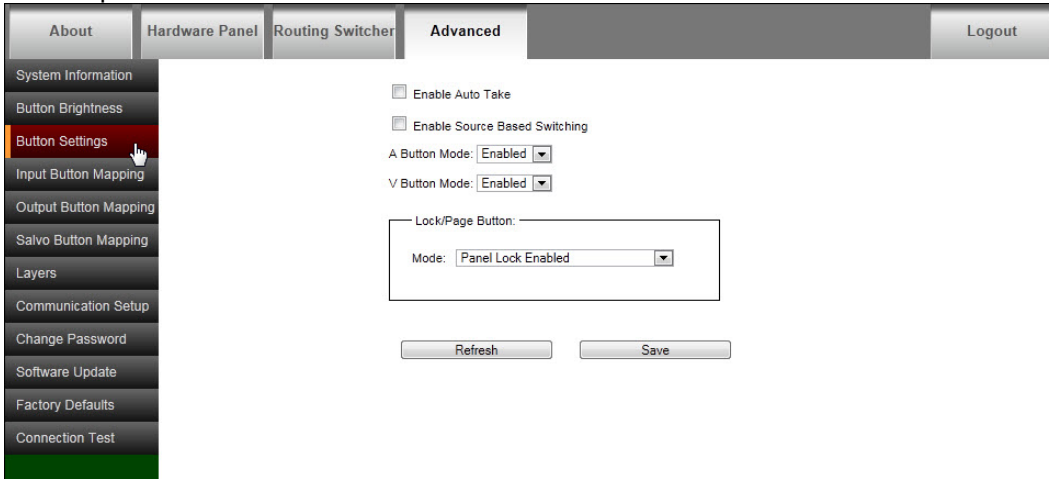 About
Hardware Panel
Routing Switcher
Advanced
Logout
System Information
Button Brightness
Button Settings
Input Button Mapping
Output Button Mapping
Salvo Button Mapping
Layers
Communication Setup
Change Password
Software Update
Factory Defaults
Connection Test
Enable Auto Take
Enable Source Based Switching
A Button Mode: Enabled
V Button Mode: Enabled
Lock/Page Button:
Mode: Panel Lock Enabled
Refresh
Save